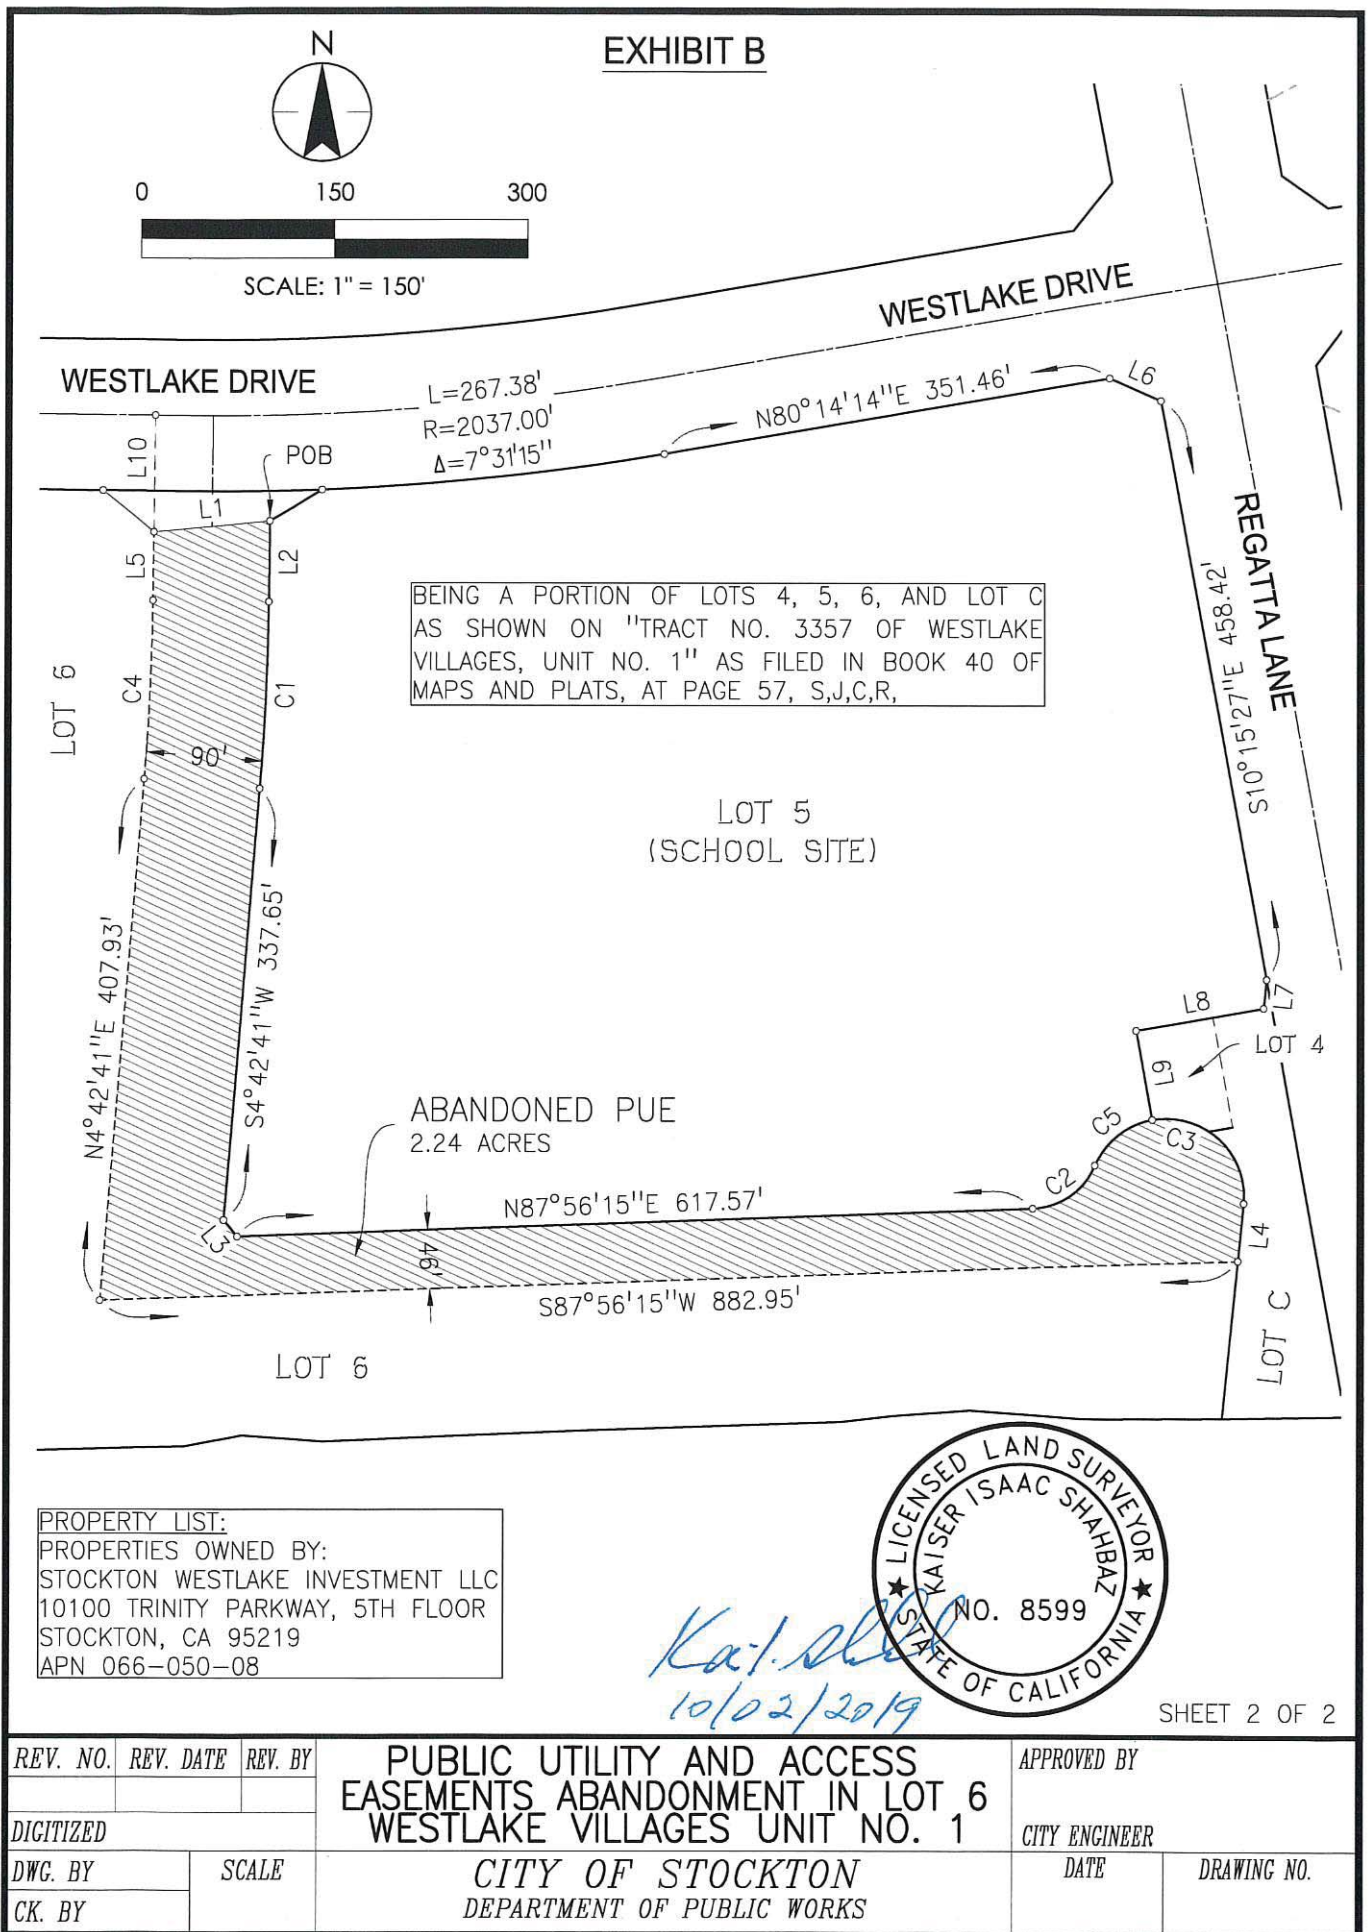 EXHIBIT B
N
0 150 300
SCALE: 1" = 150'
WESTLAKE DRIVE
WESTLAKE DRIVE
L=267.38'
R=2037.00'
Δ=7°31'15"
N80°14'14"E 351.46'
L6
L10
POB
L1
L5
L2
REGATTA LANE
S10°15'27"E 458.42'
BEING A PORTION OF LOTS 4, 5, 6, AND LOT C
AS SHOWN ON "TRACT NO. 3357 OF WESTLAKE
VILLAGES, UNIT NO. 1" AS FILED IN BOOK 40 OF
MAPS AND PLATS, AT PAGE 57, S,J,C,R,
LOT 6
C4
C1
90'
LOT 5
(SCHOOL SITE)
N4°42'41"E 407.93'
S4°42'41"W 337.65'
L8
L7
LOT 4
L9
ABANDONED PUE
2.24 ACRES
C5
C3
C2
N87°56'15"E 617.57'
L3
L4
46'
S87°56'15"W 882.95'
LOT 6
LOT C
PROPERTY LIST:
PROPERTIES OWNED BY:
STOCKTON WESTLAKE INVESTMENT LLC
10100 TRINITY PARKWAY, 5TH FLOOR
STOCKTON, CA 95219
APN 066-050-08
LICENSED LAND SURVEYOR
KAISER ISAAC SHAHBAZ
NO. 8599
STATE OF CALIFORNIA
10/02/2019
SHEET 2 OF 2
REV. NO. REV. DATE REV. BY
DIGITIZED
DWG. BY
SCALE
CK. BY
PUBLIC UTILITY AND ACCESS
EASEMENTS ABANDONMENT IN LOT 6
WESTLAKE VILLAGES UNIT NO. 1
CITY OF STOCKTON
DEPARTMENT OF PUBLIC WORKS
APPROVED BY
CITY ENGINEER
DATE
DRAWING NO.